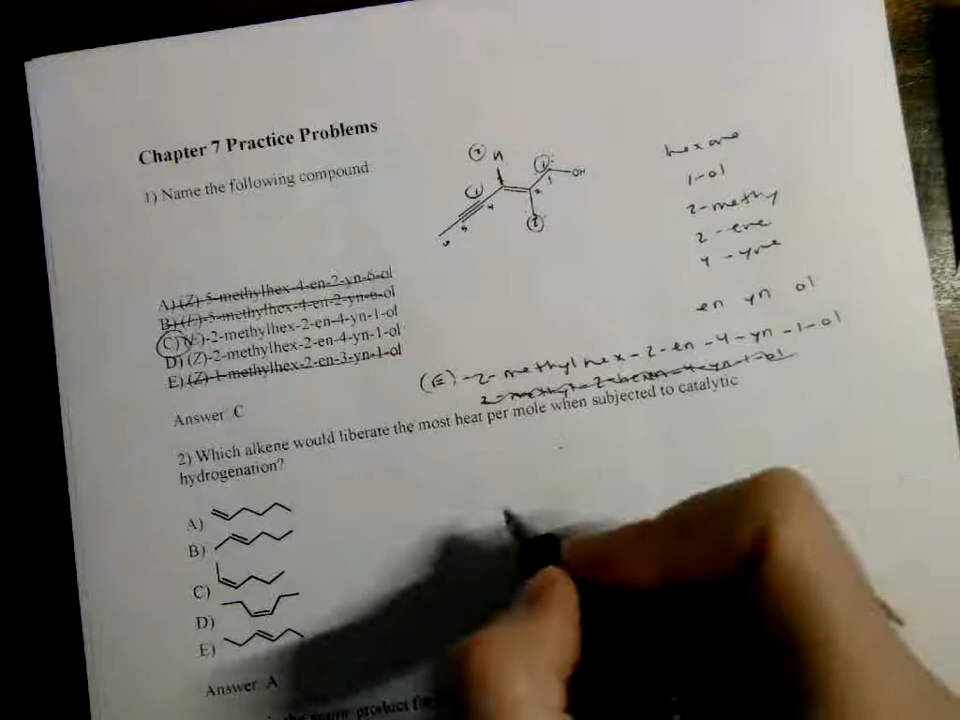 Chapter 7 Practice Problems
1) Name the following compound
OH
hexane
1-ol
2-methy
2-ene
4-yne
en yn ol
A) (Z)-5-methylhex-4-en-2-yn-6-ol
B) (E)-5-methylhex-4-en-2-yn-6-ol
C) (E)-2-methylhex-2-en-4-yn-1-ol
D) (Z)-2-methylhex-2-en-4-yn-1-ol
E) (Z)-1-methylhex-2-en-3-yn-1-ol
(E)-2-methylhex-2-en-4-yn-1-ol
Answer C
2) Which alkene would liberate the most heat per mole when subjected to catalytic
hydrogenation?
A)
B)
C)
D)
E)
Answer A
product for